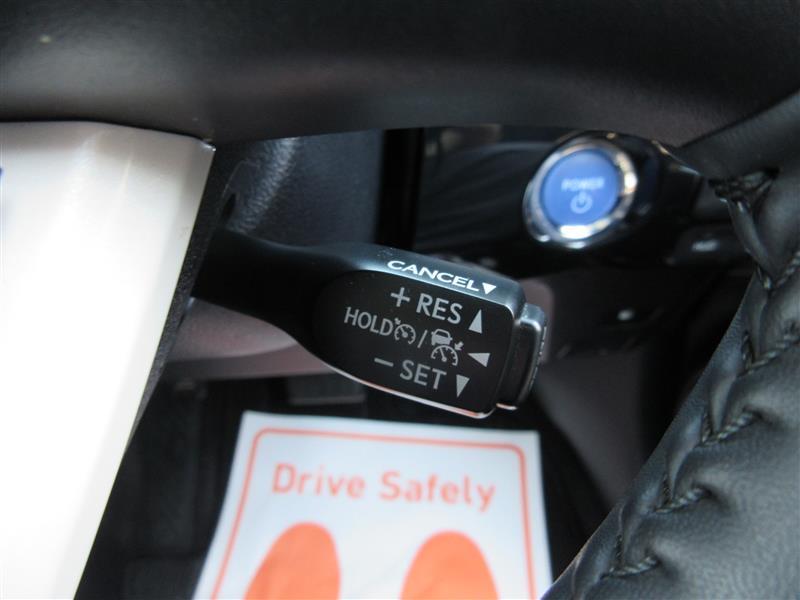 POWER
CANCEL▼
+ RES ▲
HOLD /
− SET ▼
Drive Safely